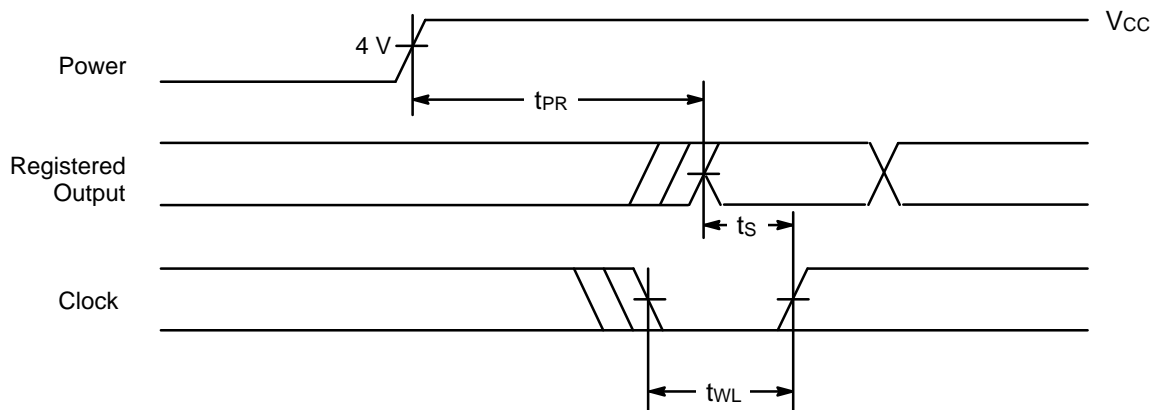 VCC
4 V
Power
tPR
Registered
Output
tS
Clock
tWL